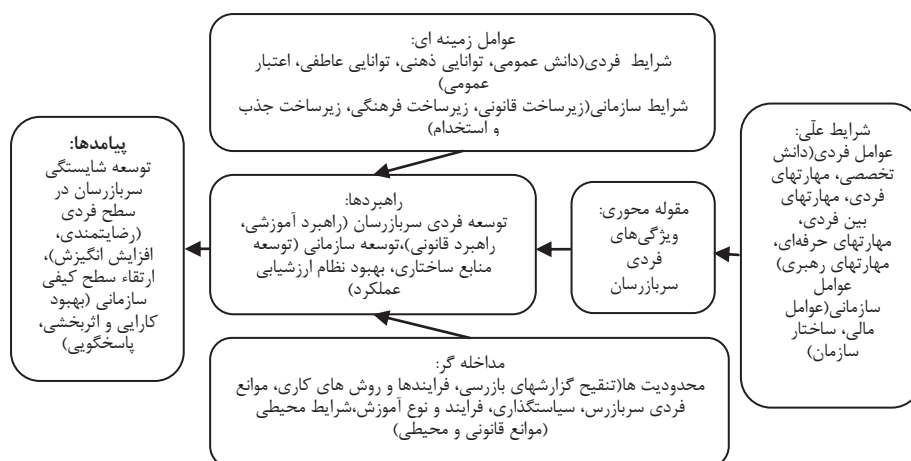 عوامل زمینه ای:
شرایط فردی(دانش عمومی، توانایی ذهنی، توانایی عاطفی، اعتبار
عمومی)
شرایط سازمانی(زیرساخت قانونی، زیرساخت فرهنگی، زیرساخت جذب
و استخدام)
شرایط علّی:
عوامل فردی(دانش
تخصصی، مهارتهای
فردی، مهارتهای
بین فردی،
مهارتهای حرفه‌ای،
مهارتهای رهبری)
عوامل
سازمانی(عوامل
مالی، ساختار
سازمان)
مقوله محوری:
ویژگی‌های
فردی
سربازرسان
راهبردها:
توسعه فردی سربازرسان (راهبرد آموزشی،
راهبرد قانونی)،توسعه سازمانی (توسعه
منابع ساختاری، بهبود نظام ارزشیابی
عملکرد)
پیامدها:
توسعه شایستگی
سربازرسان در
سطح فردی
(رضایتمندی،
افزایش انگیزش)،
ارتقاء سطح کیفی
سازمانی (بهبود
کارایی و اثربخشی،
پاسخگویی)
مداخله گر:
محدودیت ها(تنقیح گزارشهای بازرسی، فرایندها و روش های کاری، موانع
فردی سربازرس، سیاستگذاری، فرایند و نوع آموزش،شرایط محیطی
(موانع قانونی و محیطی)